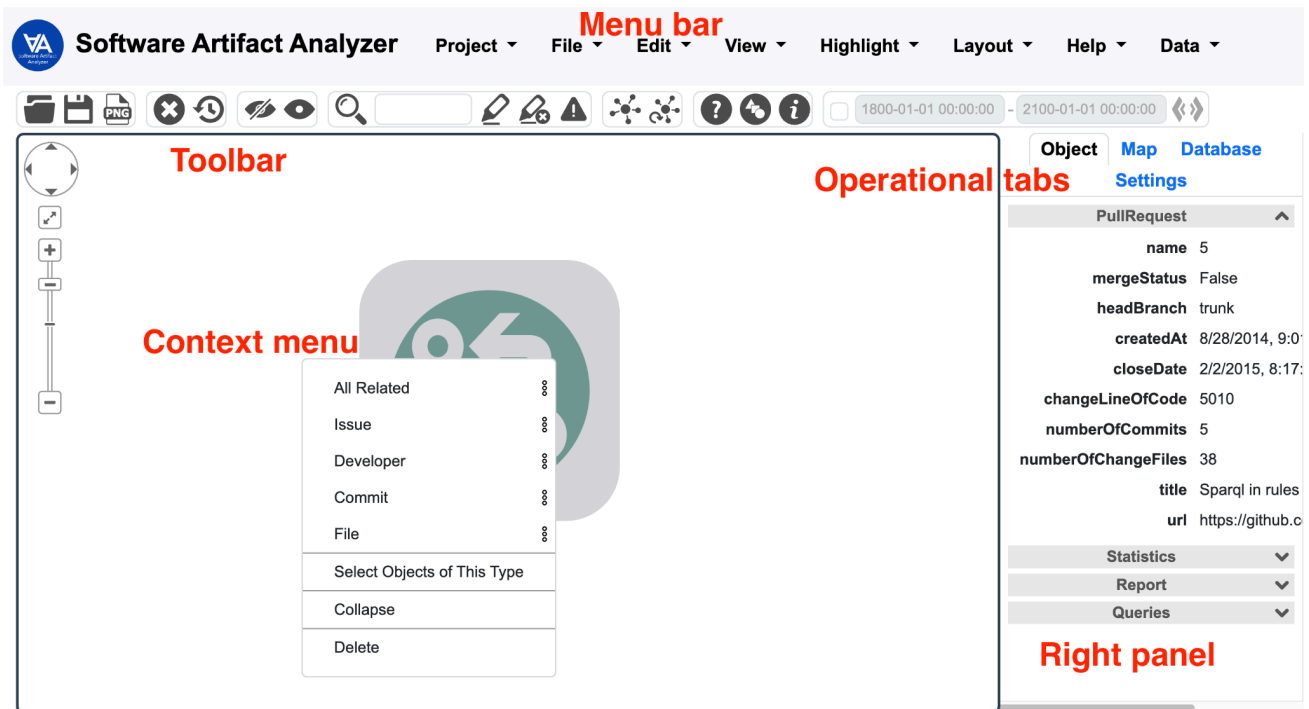 Menu bar
Software Artifact Analyzer Project File Edit View Highlight Layout Help Data
PNG
1800-01-01 00:00:00 - 2100-01-01 00:00:00
Toolbar
Operational tabs
Object Map Database
Settings
PullRequest
name 5
mergeStatus False
headBranch trunk
createdAt 8/28/2014, 9:0
closeDate 2/2/2015, 8:17:
changeLineOfCode 5010
numberOfCommits 5
numberOfChangeFiles 38
title Sparql in rules
url https://github.c
Statistics
Report
Queries
Right panel
Context menu
All Related
Issue
Developer
Commit
File
Select Objects of This Type
Collapse
Delete